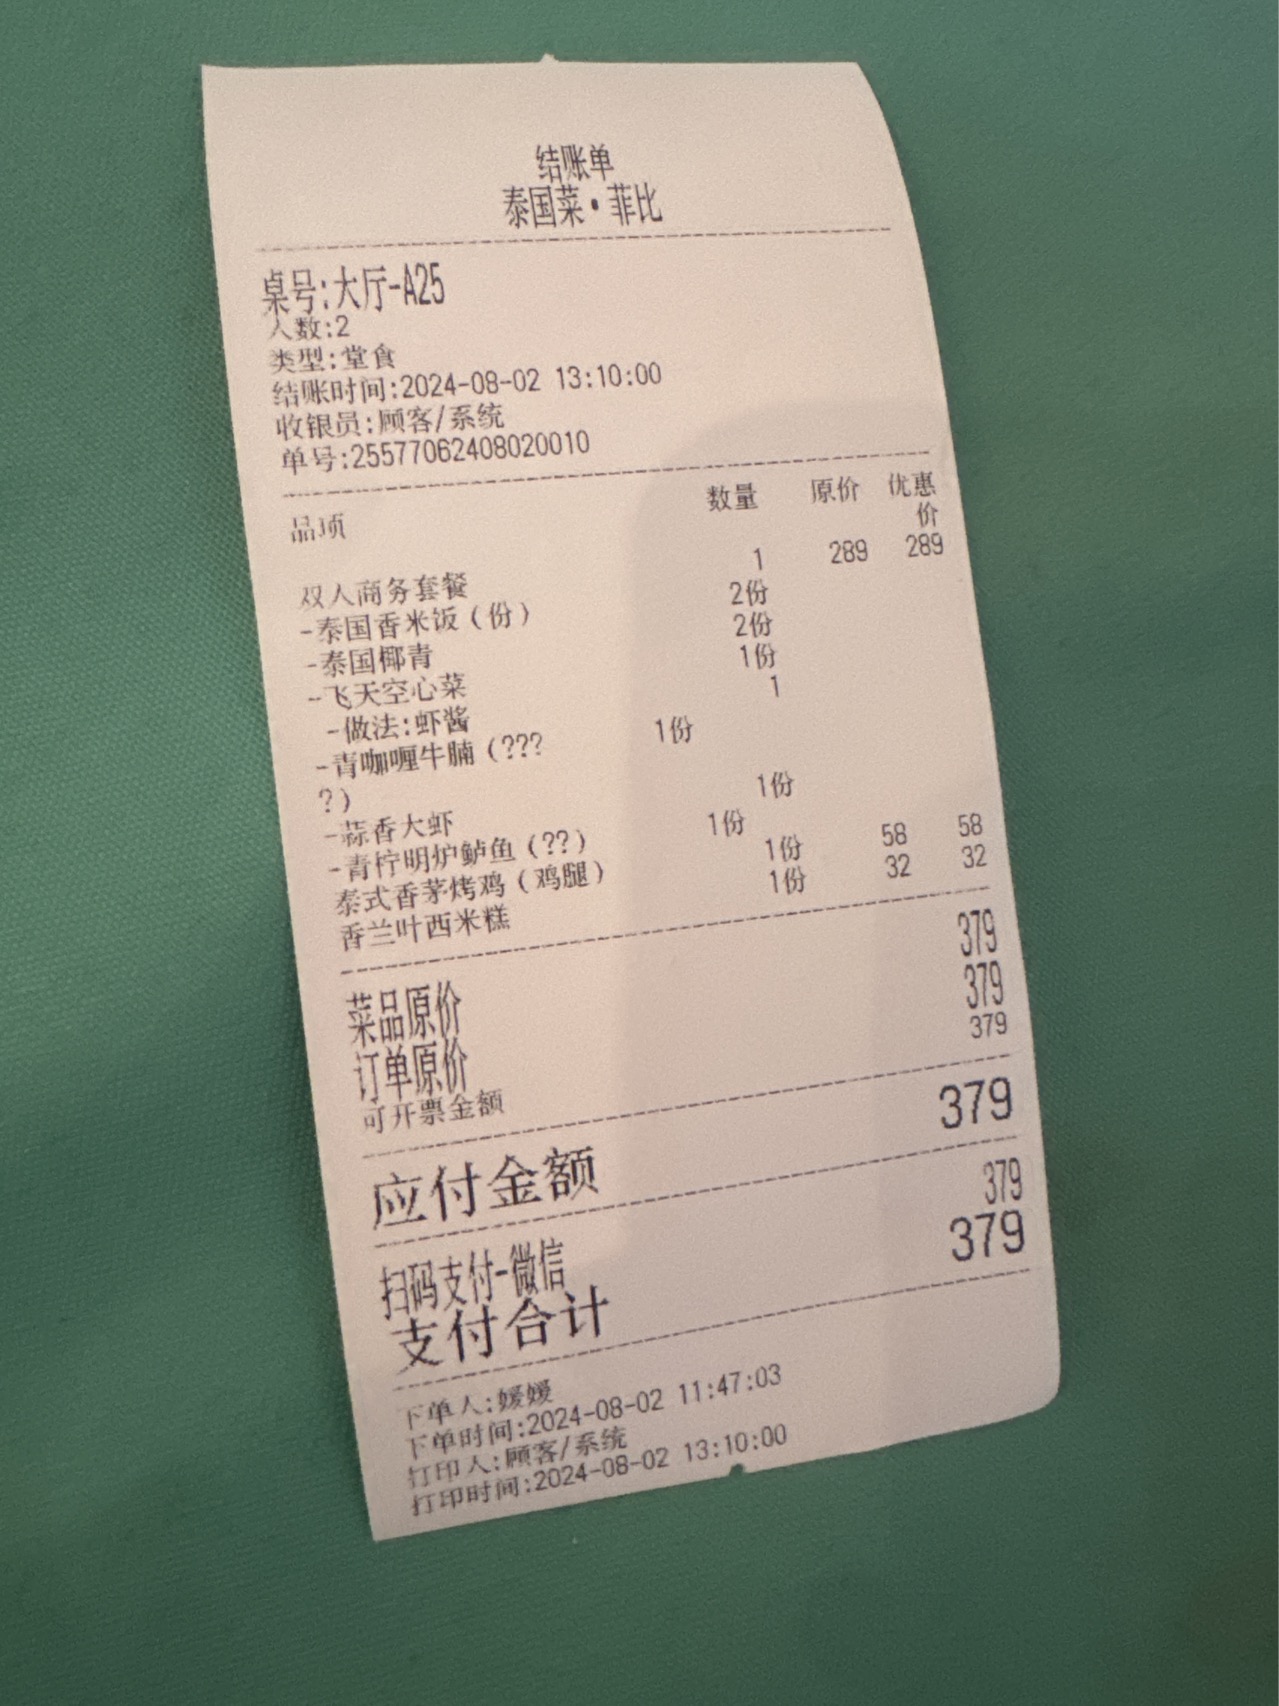 结账单
泰国菜•菲比
桌号:大厅-A25
人数:2
类型:堂食
结账时间:2024-08-02 13:10:00
收银员:顾客/系统
单号:25577062408020010
品项 数量 原价 优惠价
双人商务套餐 1 289 289
-泰国香米饭(份) 2份
-泰国椰青 2份
-飞天空心菜 1份
-做法:虾酱 1
-青咖喱牛腩(??? 1份
?)
-蒜香大虾 1份
-青柠明炉鲈鱼(??) 1份
泰式香茅烤鸡(鸡腿) 1份 58 58
香兰叶西米糕 1份 32 32
菜品原价 379
订单原价 379
可开票金额 379
应付金额 379
扫码支付-微信 379
支付合计 379
下单人:媛媛
下单时间:2024-08-02 11:47:03
打印人:顾客/系统
打印时间:2024-08-02 13:10:00